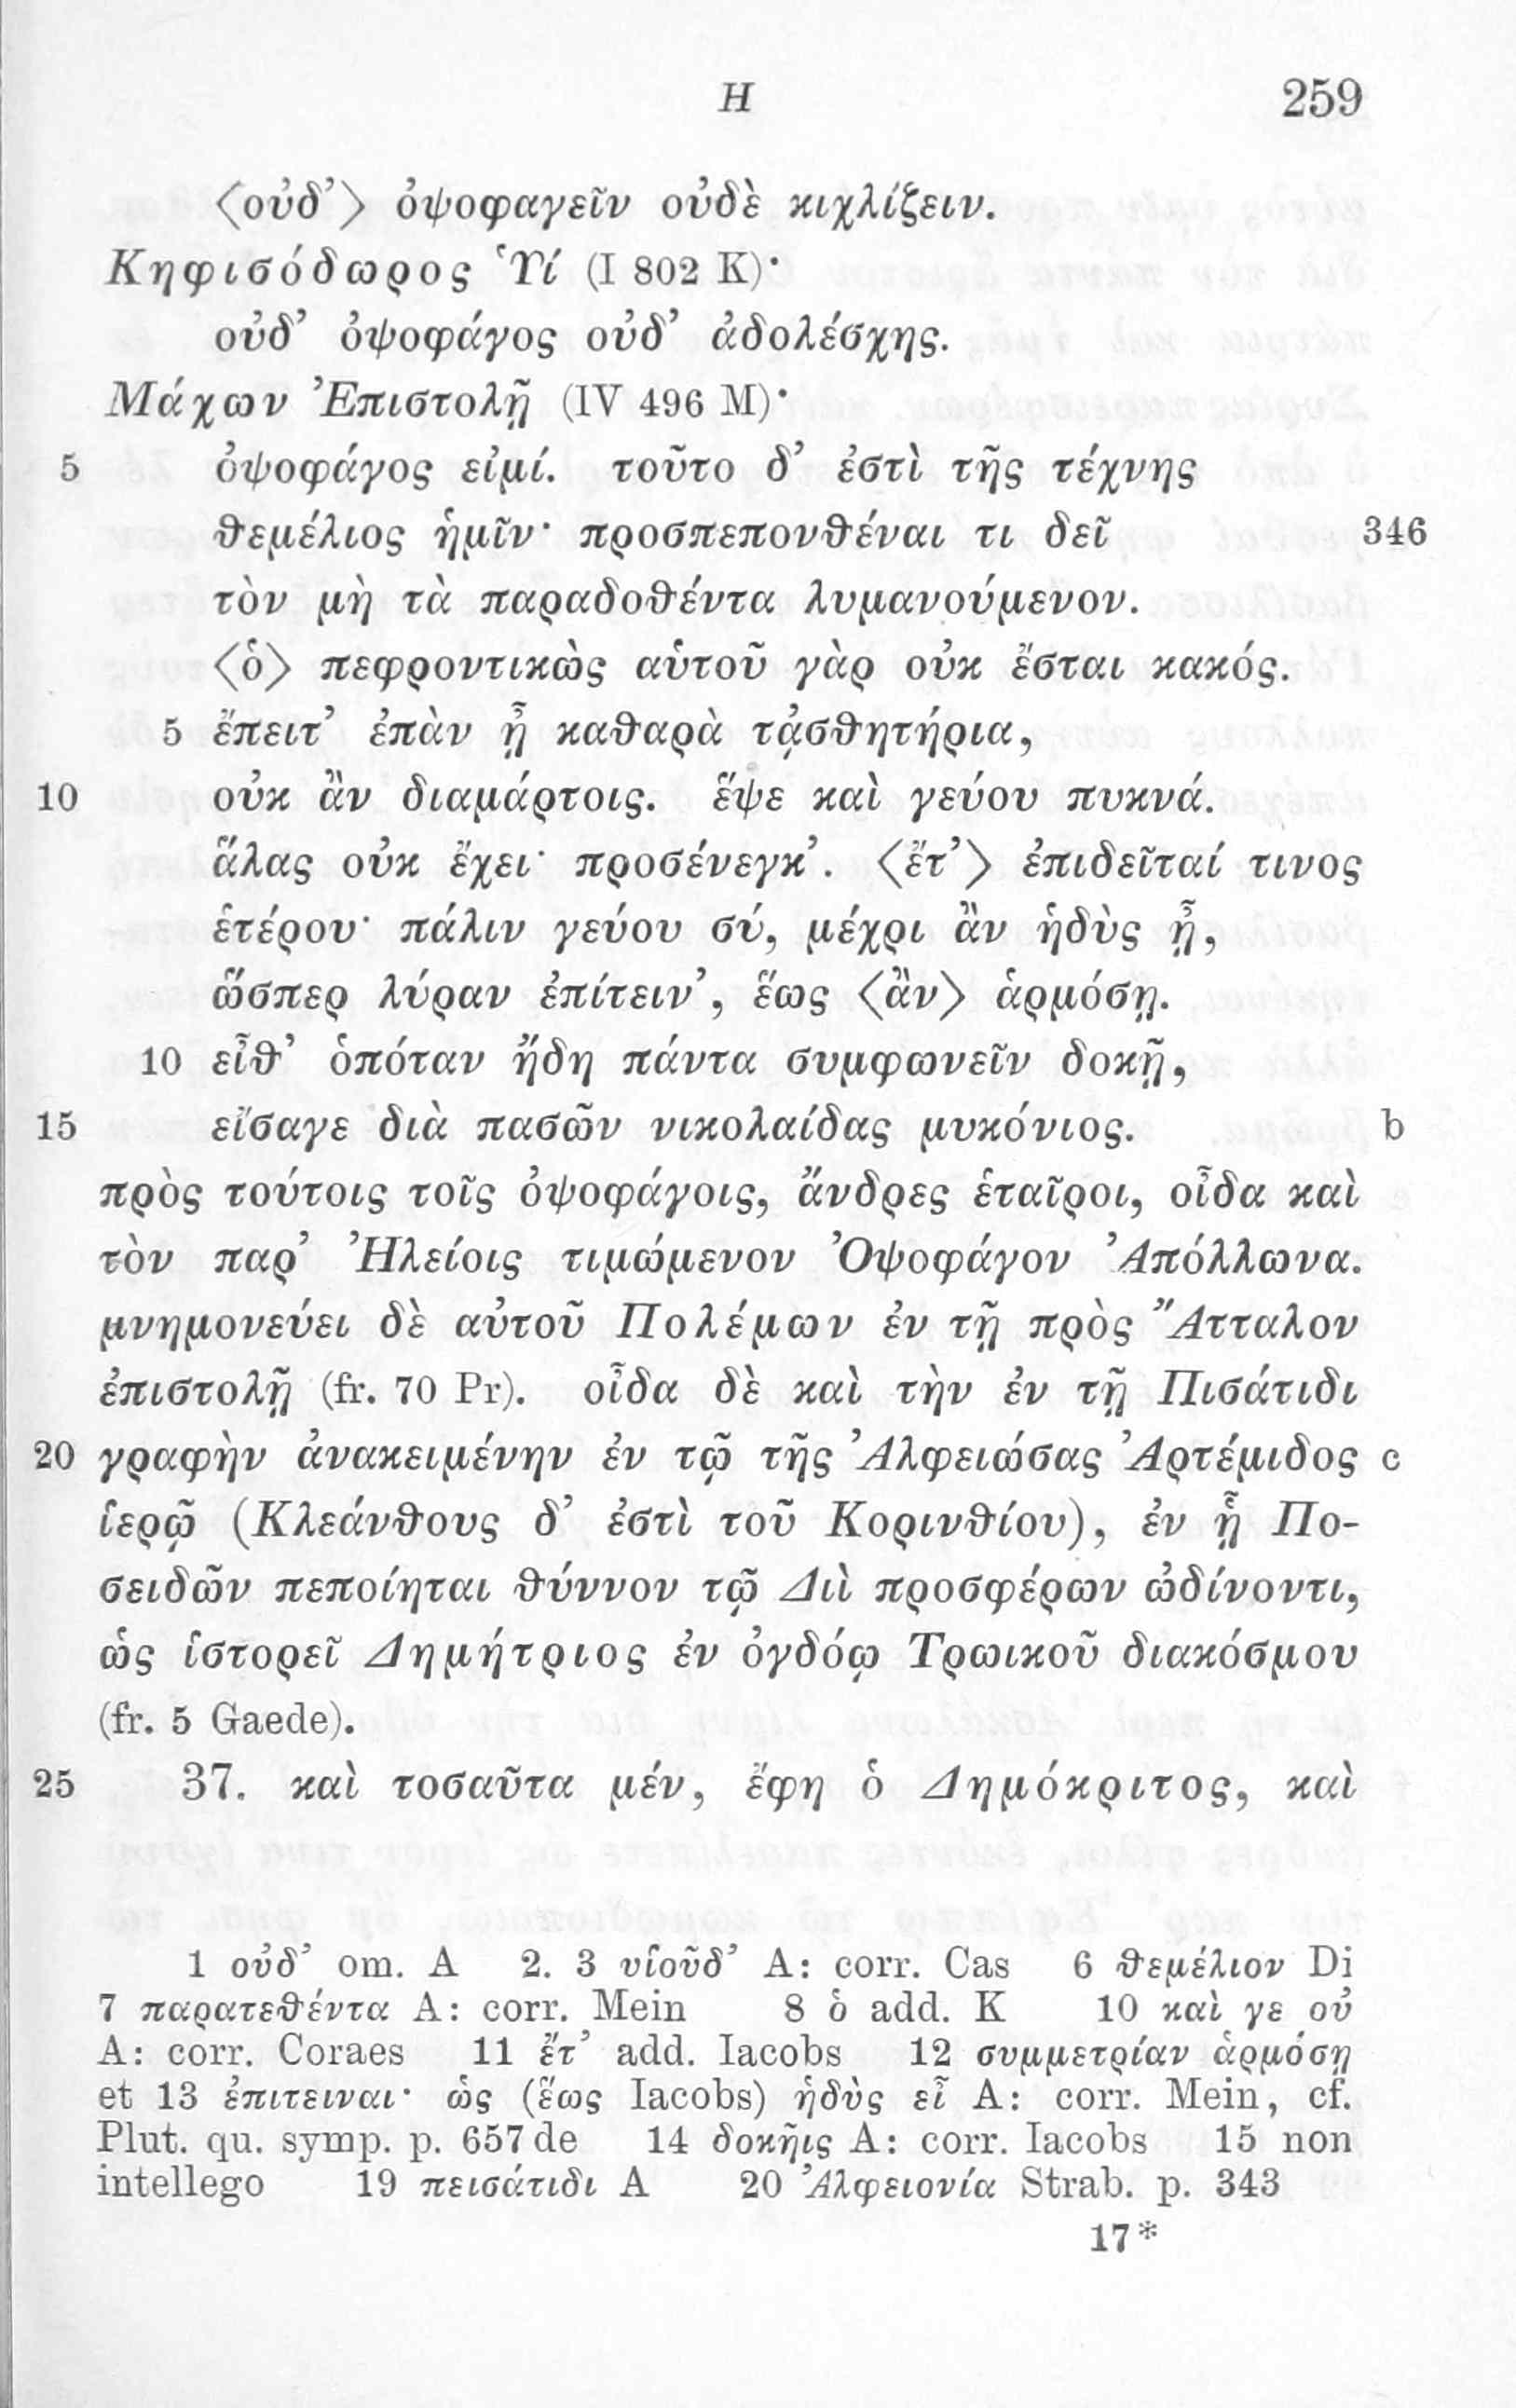 H 259
⟨οὐδ’⟩ ὀψοφαγεῖν οὐδὲ κιχλίζειν.
Κηφισόδωρος Ὑί (I 802 K)·
οὐδ’ ὀψοφάγος οὐδ’ ἀδολέσχης.
Μάχων Ἐπιστολῇ (IV 496 M)·
5 ὀψοφάγος εἰμί. τοῦτο δ’ ἐστὶ τῆς τέχνης
θεμέλιος ἡμῖν· προσπεπονθέναι τι δεῖ 346
τὸν μὴ τὰ παραδοθέντα λυμανούμενον.
⟨ὁ⟩ πεφροντικὼς αὑτοῦ γὰρ οὐκ ἔσται κακός.
5 ἔπειτ’ ἐπὰν ᾖ καθαρὰ τᾀσθητήρια,
10 οὐκ ἂν διαμάρτοις. ἕψε καὶ γεύου πυκνά.
ἅλας οὐκ ἔχει· προσένεγκ’. ⟨ἔτ’⟩ ἐπιδεῖταί τινος
ἑτέρου· πάλιν γεύου σύ, μέχρι ἂν ἡδὺς ᾖ,
ὥσπερ λύραν ἐπίτειν’, ἕως ⟨ἂν⟩ ἁρμόσῃ.
10 εἶθ’ ὁπόταν ἤδη πάντα συμφωνεῖν δοκῇ,
15 εἴσαγε διὰ πασῶν νικολαίδας μυκόνιος. b
πρὸς τούτοις τοῖς ὀψοφάγοις, ἄνδρες ἑταῖροι, οἶδα καὶ
τὸν παρ’ Ἠλείοις τιμώμενον Ὀψοφάγον Ἀπόλλωνα.
μνημονεύει δὲ αὐτοῦ Πολέμων ἐν τῇ πρὸς Ἄτταλον
ἐπιστολῇ (fr. 70 Pr). οἶδα δὲ καὶ τὴν ἐν τῇ Πισάτιδι
20 γραφὴν ἀνακειμένην ἐν τῷ τῆς Ἀλφειώσας Ἀρτέμιδος c
ἱερῷ (Κλεάνθους δ’ ἐστὶ τοῦ Κορινθίου), ἐν ᾗ Πο-
σειδῶν πεποίηται θύννον τῷ Διὶ προσφέρων ὠδίνοντι,
ὡς ἱστορεῖ Δημήτριος ἐν ὀγδόῳ Τρωικοῦ διακόσμου
(fr. 5 Gaede).
25 37. καὶ τοσαῦτα μέν, ἔφη ὁ Δημόκριτος, καὶ
1 οὐδ’ om. A 2. 3 υἱοῦδ’ A: corr. Cas 6 θεμέλιον Di
7 παρατεθέντα A: corr. Mein 8 ὁ add. K 10 καὶ γε οὐ
A: corr. Coraes 11 ἔτ’ add. Iacobs 12 συμμετρίαν ἁρμόσῃ
et 13 ἐπιτειναι· ὡς (ἕως Iacobs) ἡδὺς εἶ A: corr. Mein, cf.
Plut. qu. symp. p. 657de 14 δοκῆις A: corr. Iacobs 15 non
intellego 19 πεισάτιδι A 20 Ἀλφειονία Strab. p. 343
17*